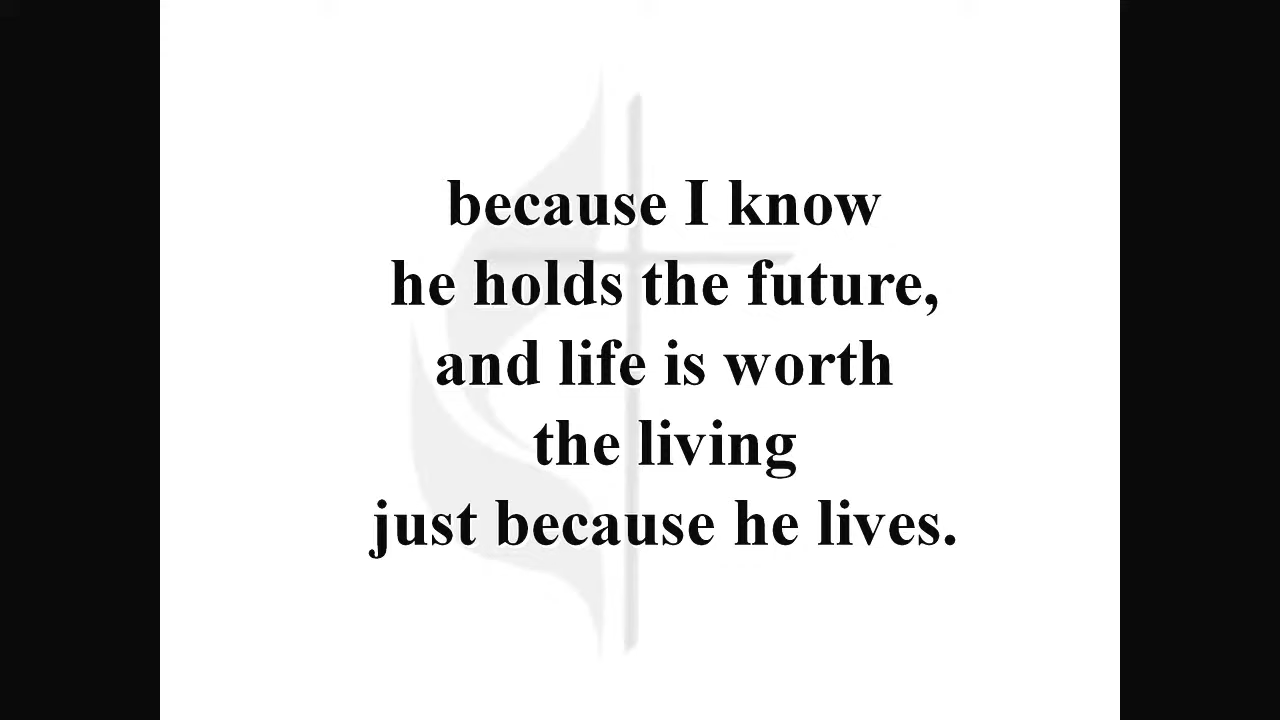 because I know
he holds the future,
and life is worth
the living
just because he lives.